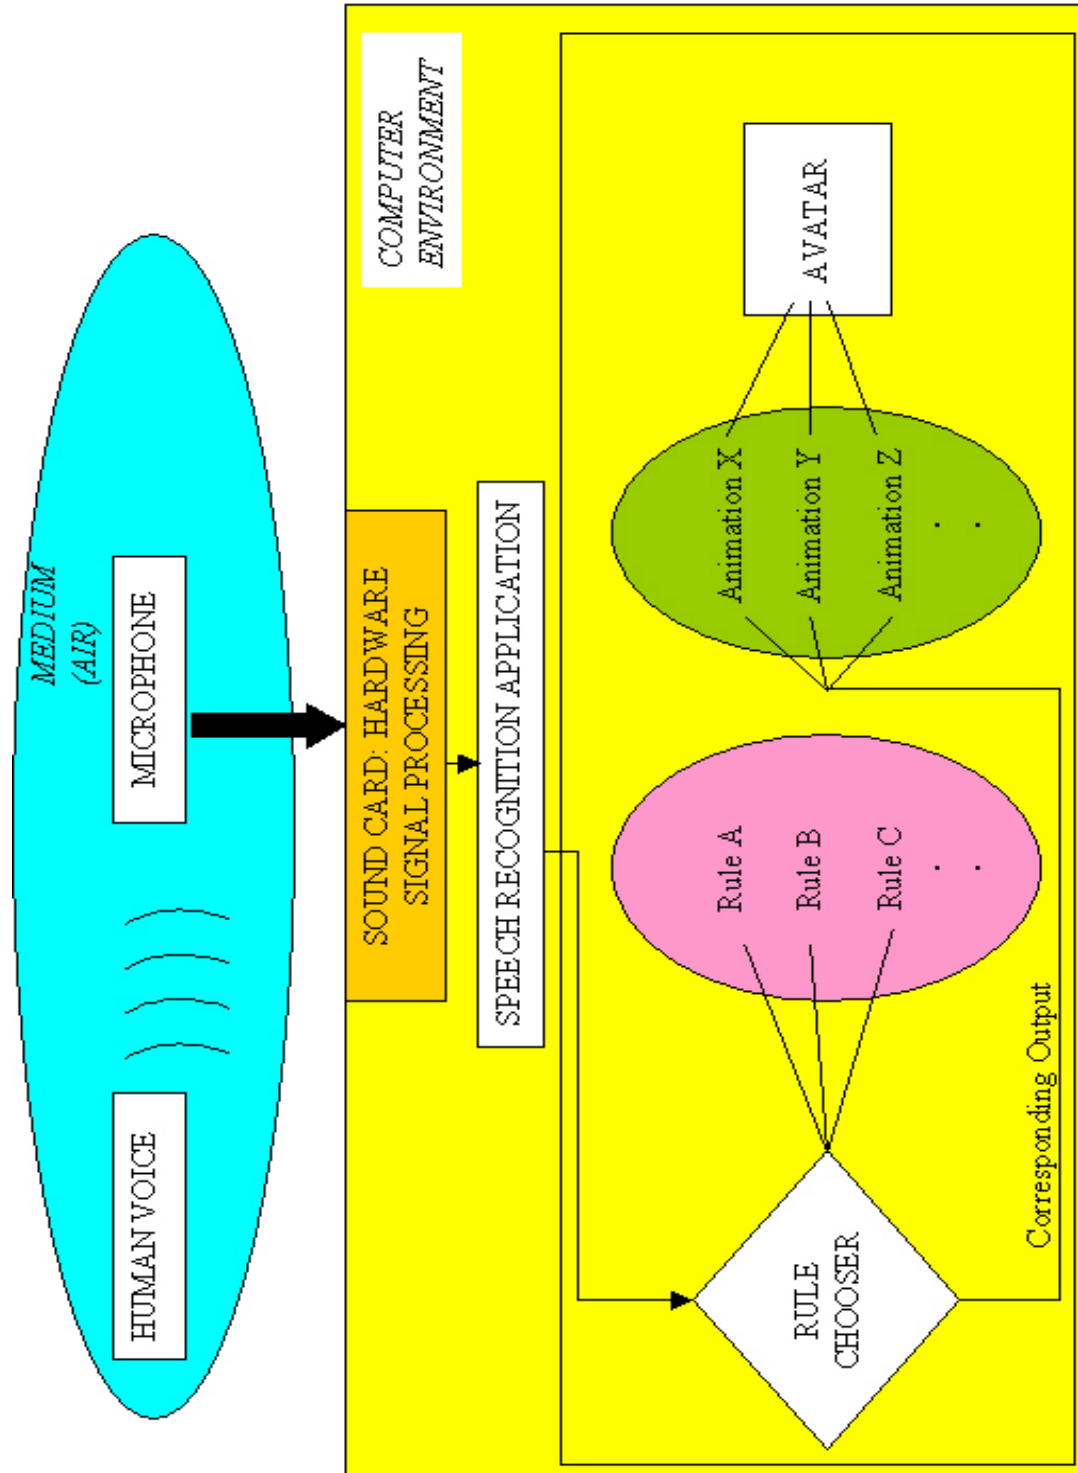 MEDIUM
(AIR)
HUMAN VOICE
MICROPHONE
COMPUTER
ENVIRONMENT
SOUND CARD: HARDWARE
SIGNAL PROCESSING
SPEECH RECOGNITION APPLICATION
RULE
CHOOSER
Rule A
Rule B
Rule C
.
.
Animation X
Animation Y
Animation Z
.
.
AVATAR
Corresponding Output